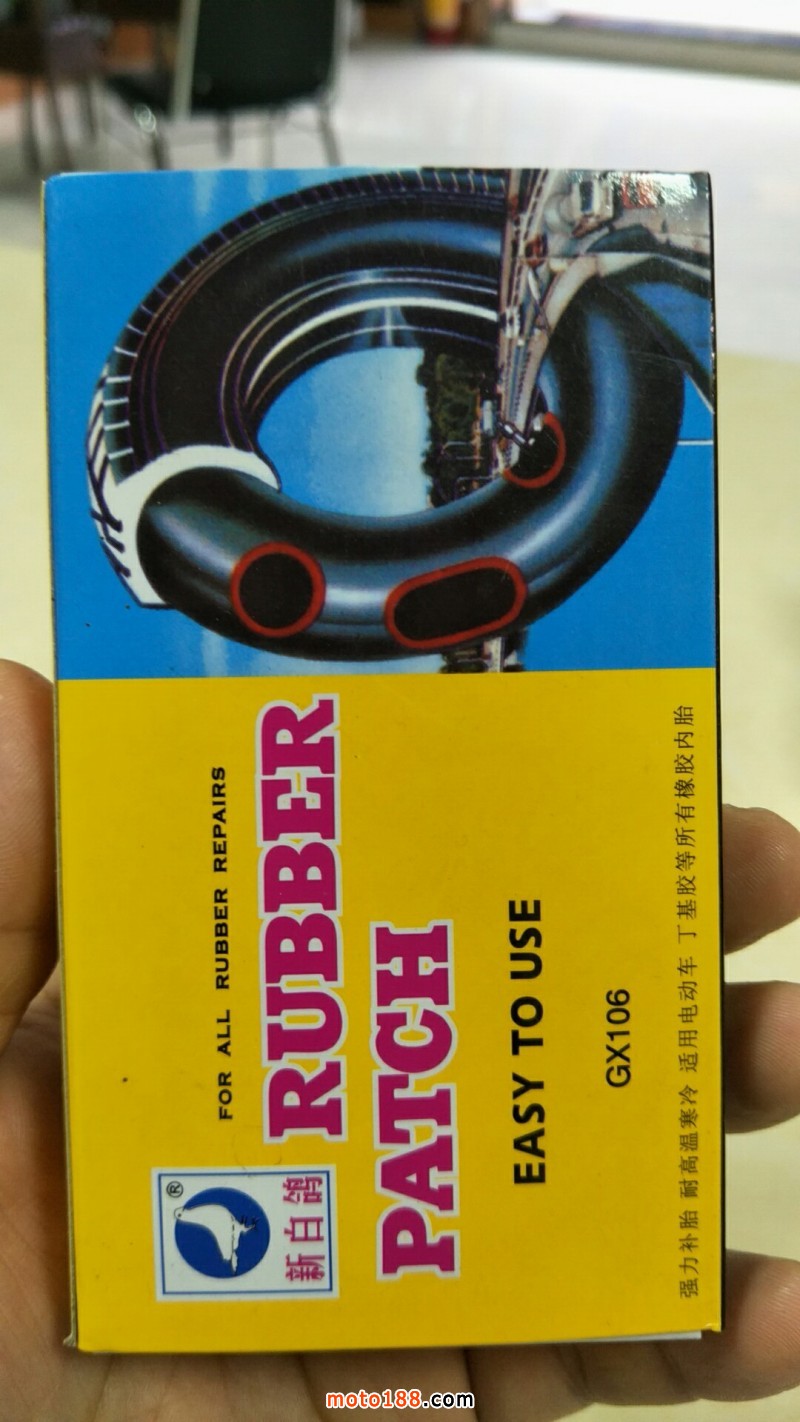 FOR ALL RUBBER REPAIRS
RUBBER
PATCH
EASY TO USE
GX106
®
新白鸽
强力补胎 耐高温寒冷 适用电动车 丁基胶等所有橡胶内胎
moto188.com